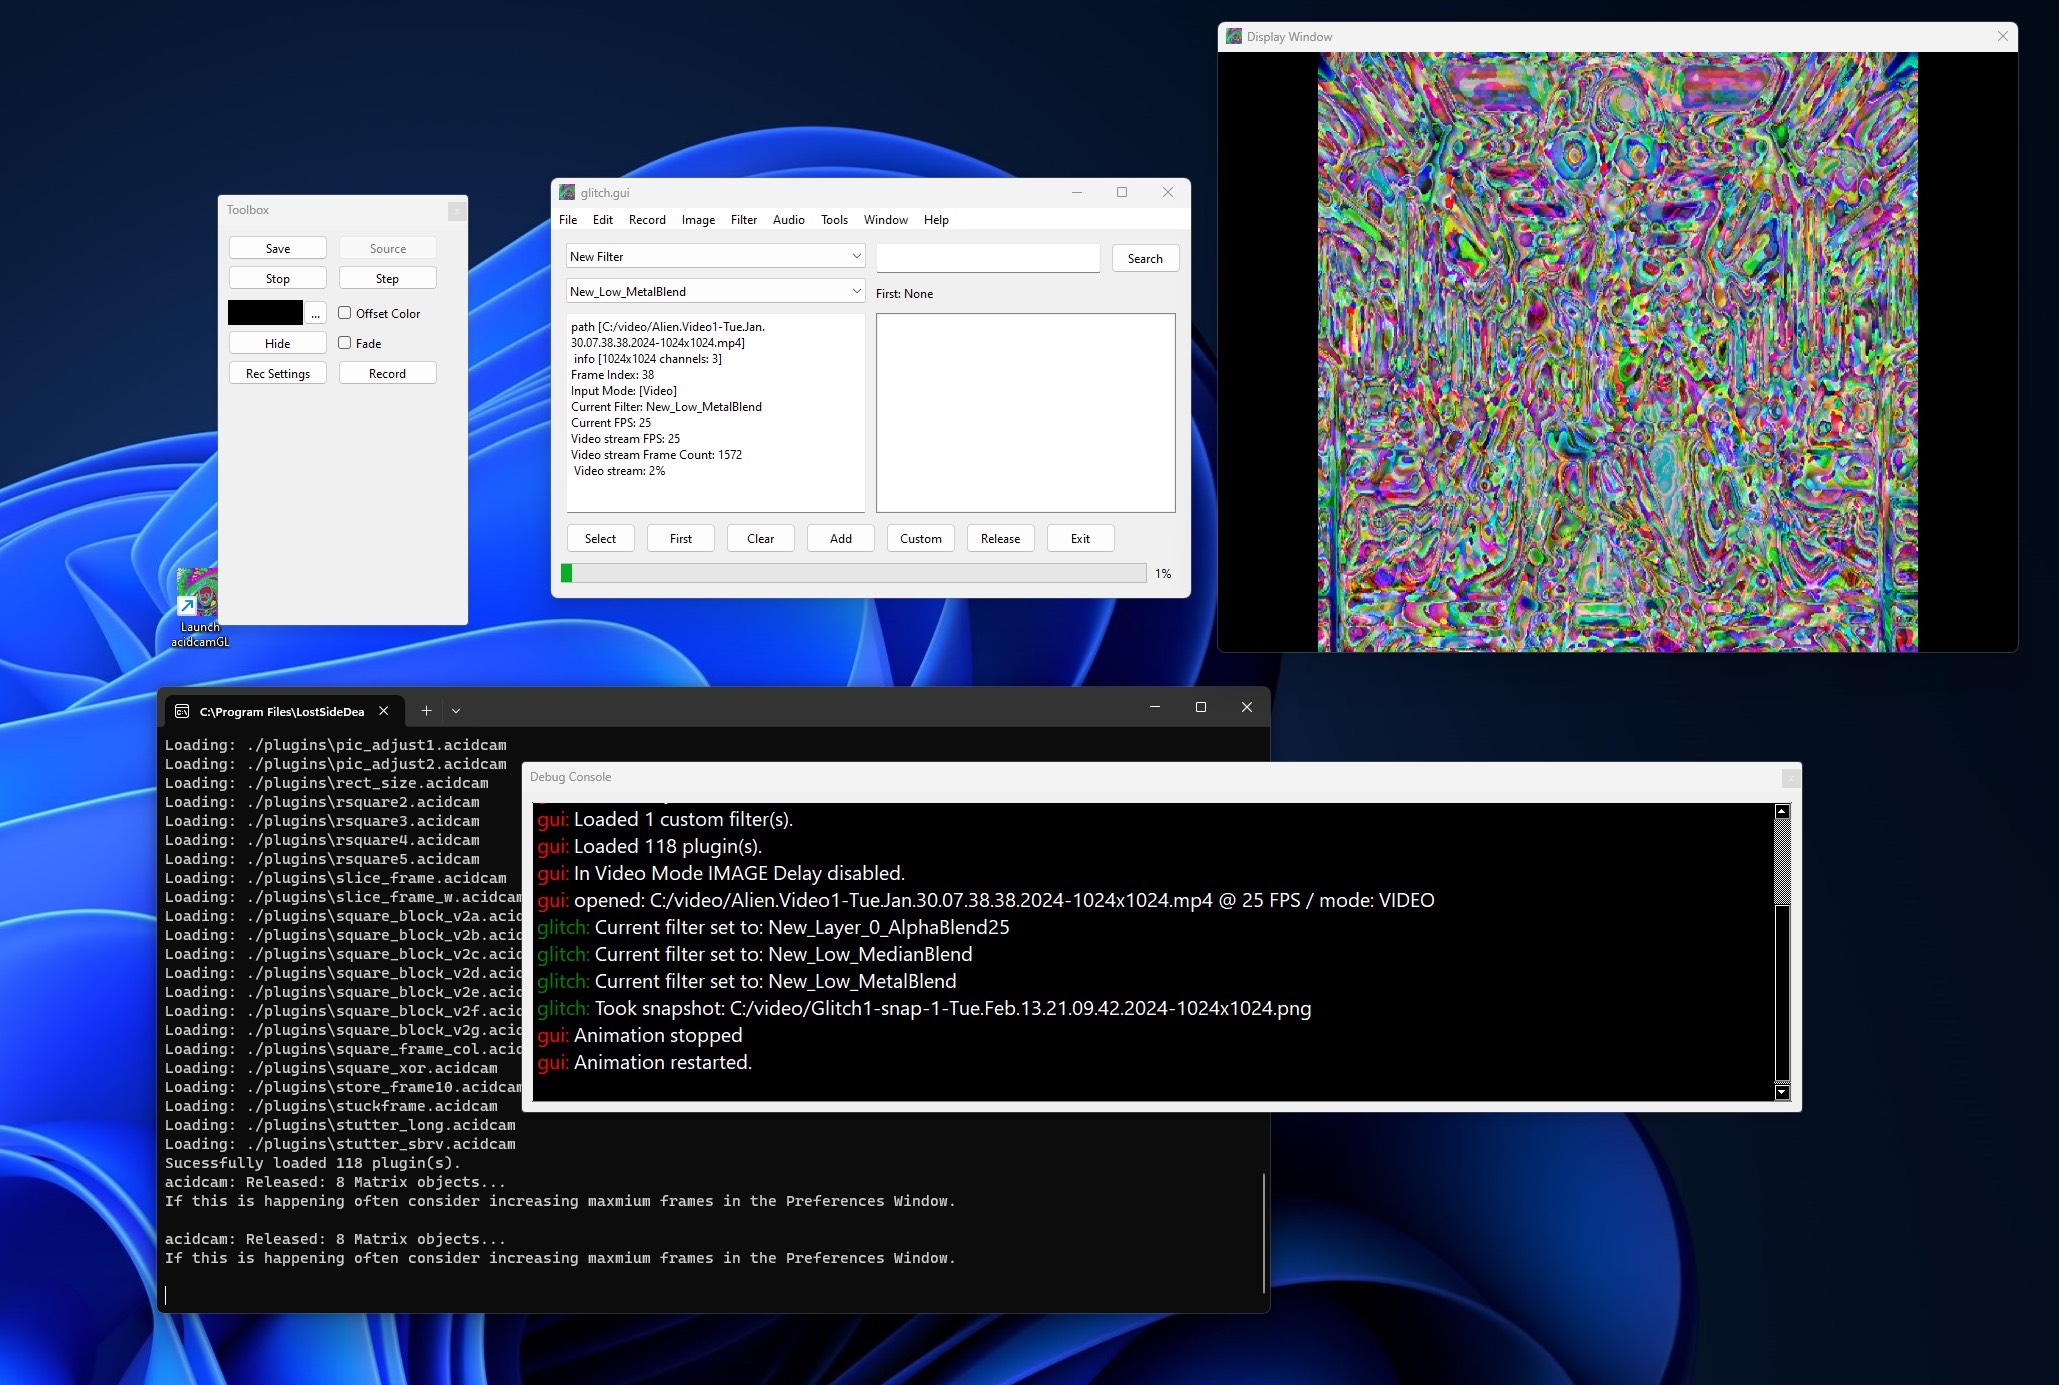 Display Window
glitch.gui
File Edit Record Image Filter Audio Tools Window Help
New Filter
Search
New_Low_MetalBlend
First: None
path [C:/video/Alien.Video1-Tue.Jan.
30.07.38.38.2024-1024x1024.mp4]
info [1024x1024 channels: 3]
Frame Index: 38
Input Mode: [Video]
Current Filter: New_Low_MetalBlend
Current FPS: 25
Video stream FPS: 25
Video stream Frame Count: 1572
Video stream: 2%
Select First Clear Add Custom Release Exit
1%
Toolbox
Save Source
Stop Step
... Offset Color
Hide Fade
Rec Settings Record
Launch
acidcamGL
C:\Program Files\LostSideDea
Loading: ./plugins\pic_adjust1.acidcam
Loading: ./plugins\pic_adjust2.acidcam
Loading: ./plugins\rect_size.acidcam
Loading: ./plugins\rsquare2.acidcam
Loading: ./plugins\rsquare3.acidcam
Loading: ./plugins\rsquare4.acidcam
Loading: ./plugins\rsquare5.acidcam
Loading: ./plugins\slice_frame.acidcam
Loading: ./plugins\slice_frame_w.acidcam
Loading: ./plugins\square_block_v2a.acid
Loading: ./plugins\square_block_v2b.acid
Loading: ./plugins\square_block_v2c.acid
Loading: ./plugins\square_block_v2d.acid
Loading: ./plugins\square_block_v2e.acid
Loading: ./plugins\square_block_v2f.acid
Loading: ./plugins\square_block_v2g.acid
Loading: ./plugins\square_frame_col.acid
Loading: ./plugins\square_xor.acidcam
Loading: ./plugins\store_frame10.acidcam
Loading: ./plugins\stuckframe.acidcam
Loading: ./plugins\stutter_long.acidcam
Loading: ./plugins\stutter_sbrv.acidcam
Sucessfully loaded 118 plugin(s).
acidcam: Released: 8 Matrix objects...
If this is happening often consider increasing maxmium frames in the Preferences Window.
acidcam: Released: 8 Matrix objects...
If this is happening often consider increasing maxmium frames in the Preferences Window.
Debug Console
gui: Loaded 1 custom filter(s).
gui: Loaded 118 plugin(s).
gui: In Video Mode IMAGE Delay disabled.
gui: opened: C:/video/Alien.Video1-Tue.Jan.30.07.38.38.2024-1024x1024.mp4 @ 25 FPS / mode: VIDEO
glitch: Current filter set to: New_Layer_0_AlphaBlend25
glitch: Current filter set to: New_Low_MedianBlend
glitch: Current filter set to: New_Low_MetalBlend
glitch: Took snapshot: C:/video/Glitch1-snap-1-Tue.Feb.13.21.09.42.2024-1024x1024.png
gui: Animation stopped
gui: Animation restarted.